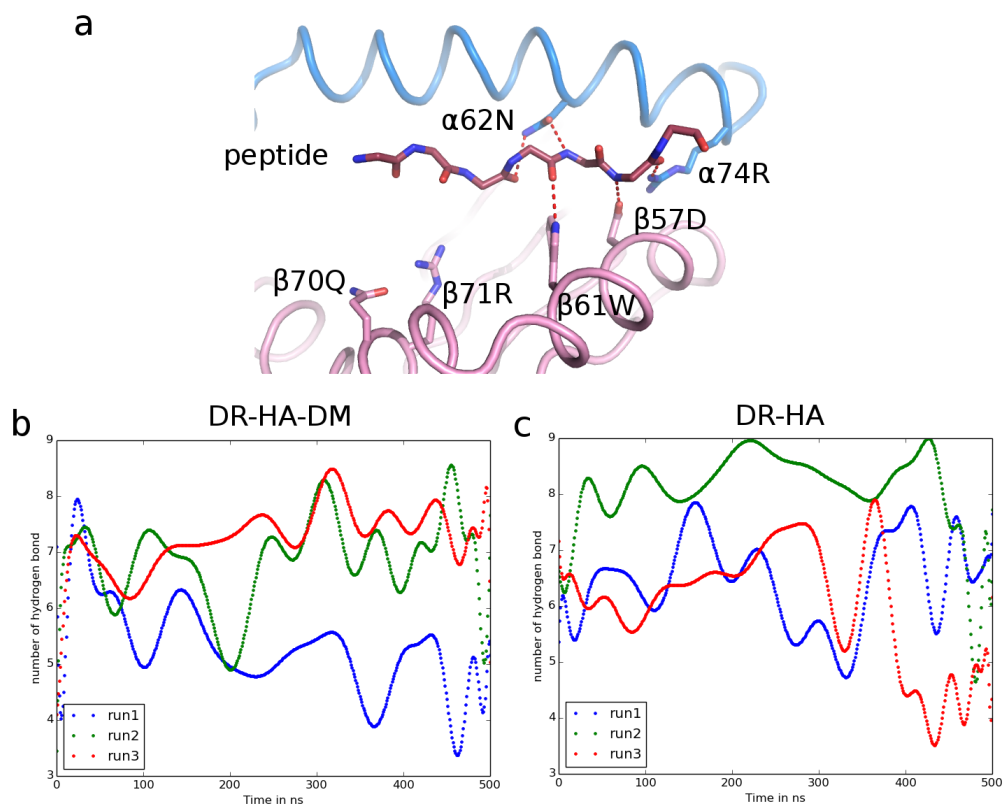 a
α62N
peptide
α74R
β57D
β70Q
β71R
β61W
b
DR-HA-DM
number of hydrogen bond
9
8
7
6
5
4
3
run1
run2
run3
0
100
200
300
400
500
Time in ns
c
DR-HA
number of hydrogen bond
9
8
7
6
5
4
3
run1
run2
run3
0
100
200
300
400
500
Time in ns